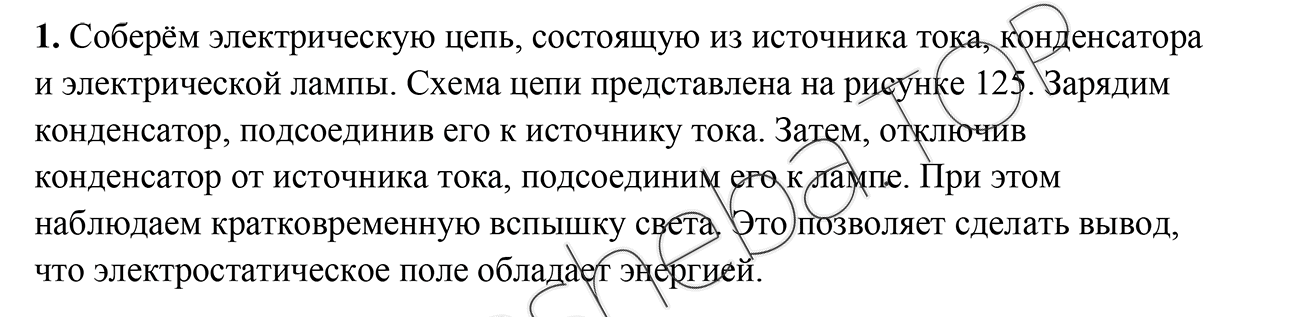 1. Соберём электрическую цепь, состоящую из источника тока, конденсатора
и электрической лампы. Схема цепи представлена на рисунке 125. Зарядим
конденсатор, подсоединив его к источнику тока. Затем, отключив
конденсатор от источника тока, подсоединим его к лампе. При этом
наблюдаем кратковременную вспышку света. Это позволяет сделать вывод,
что электростатическое поле обладает энергией.